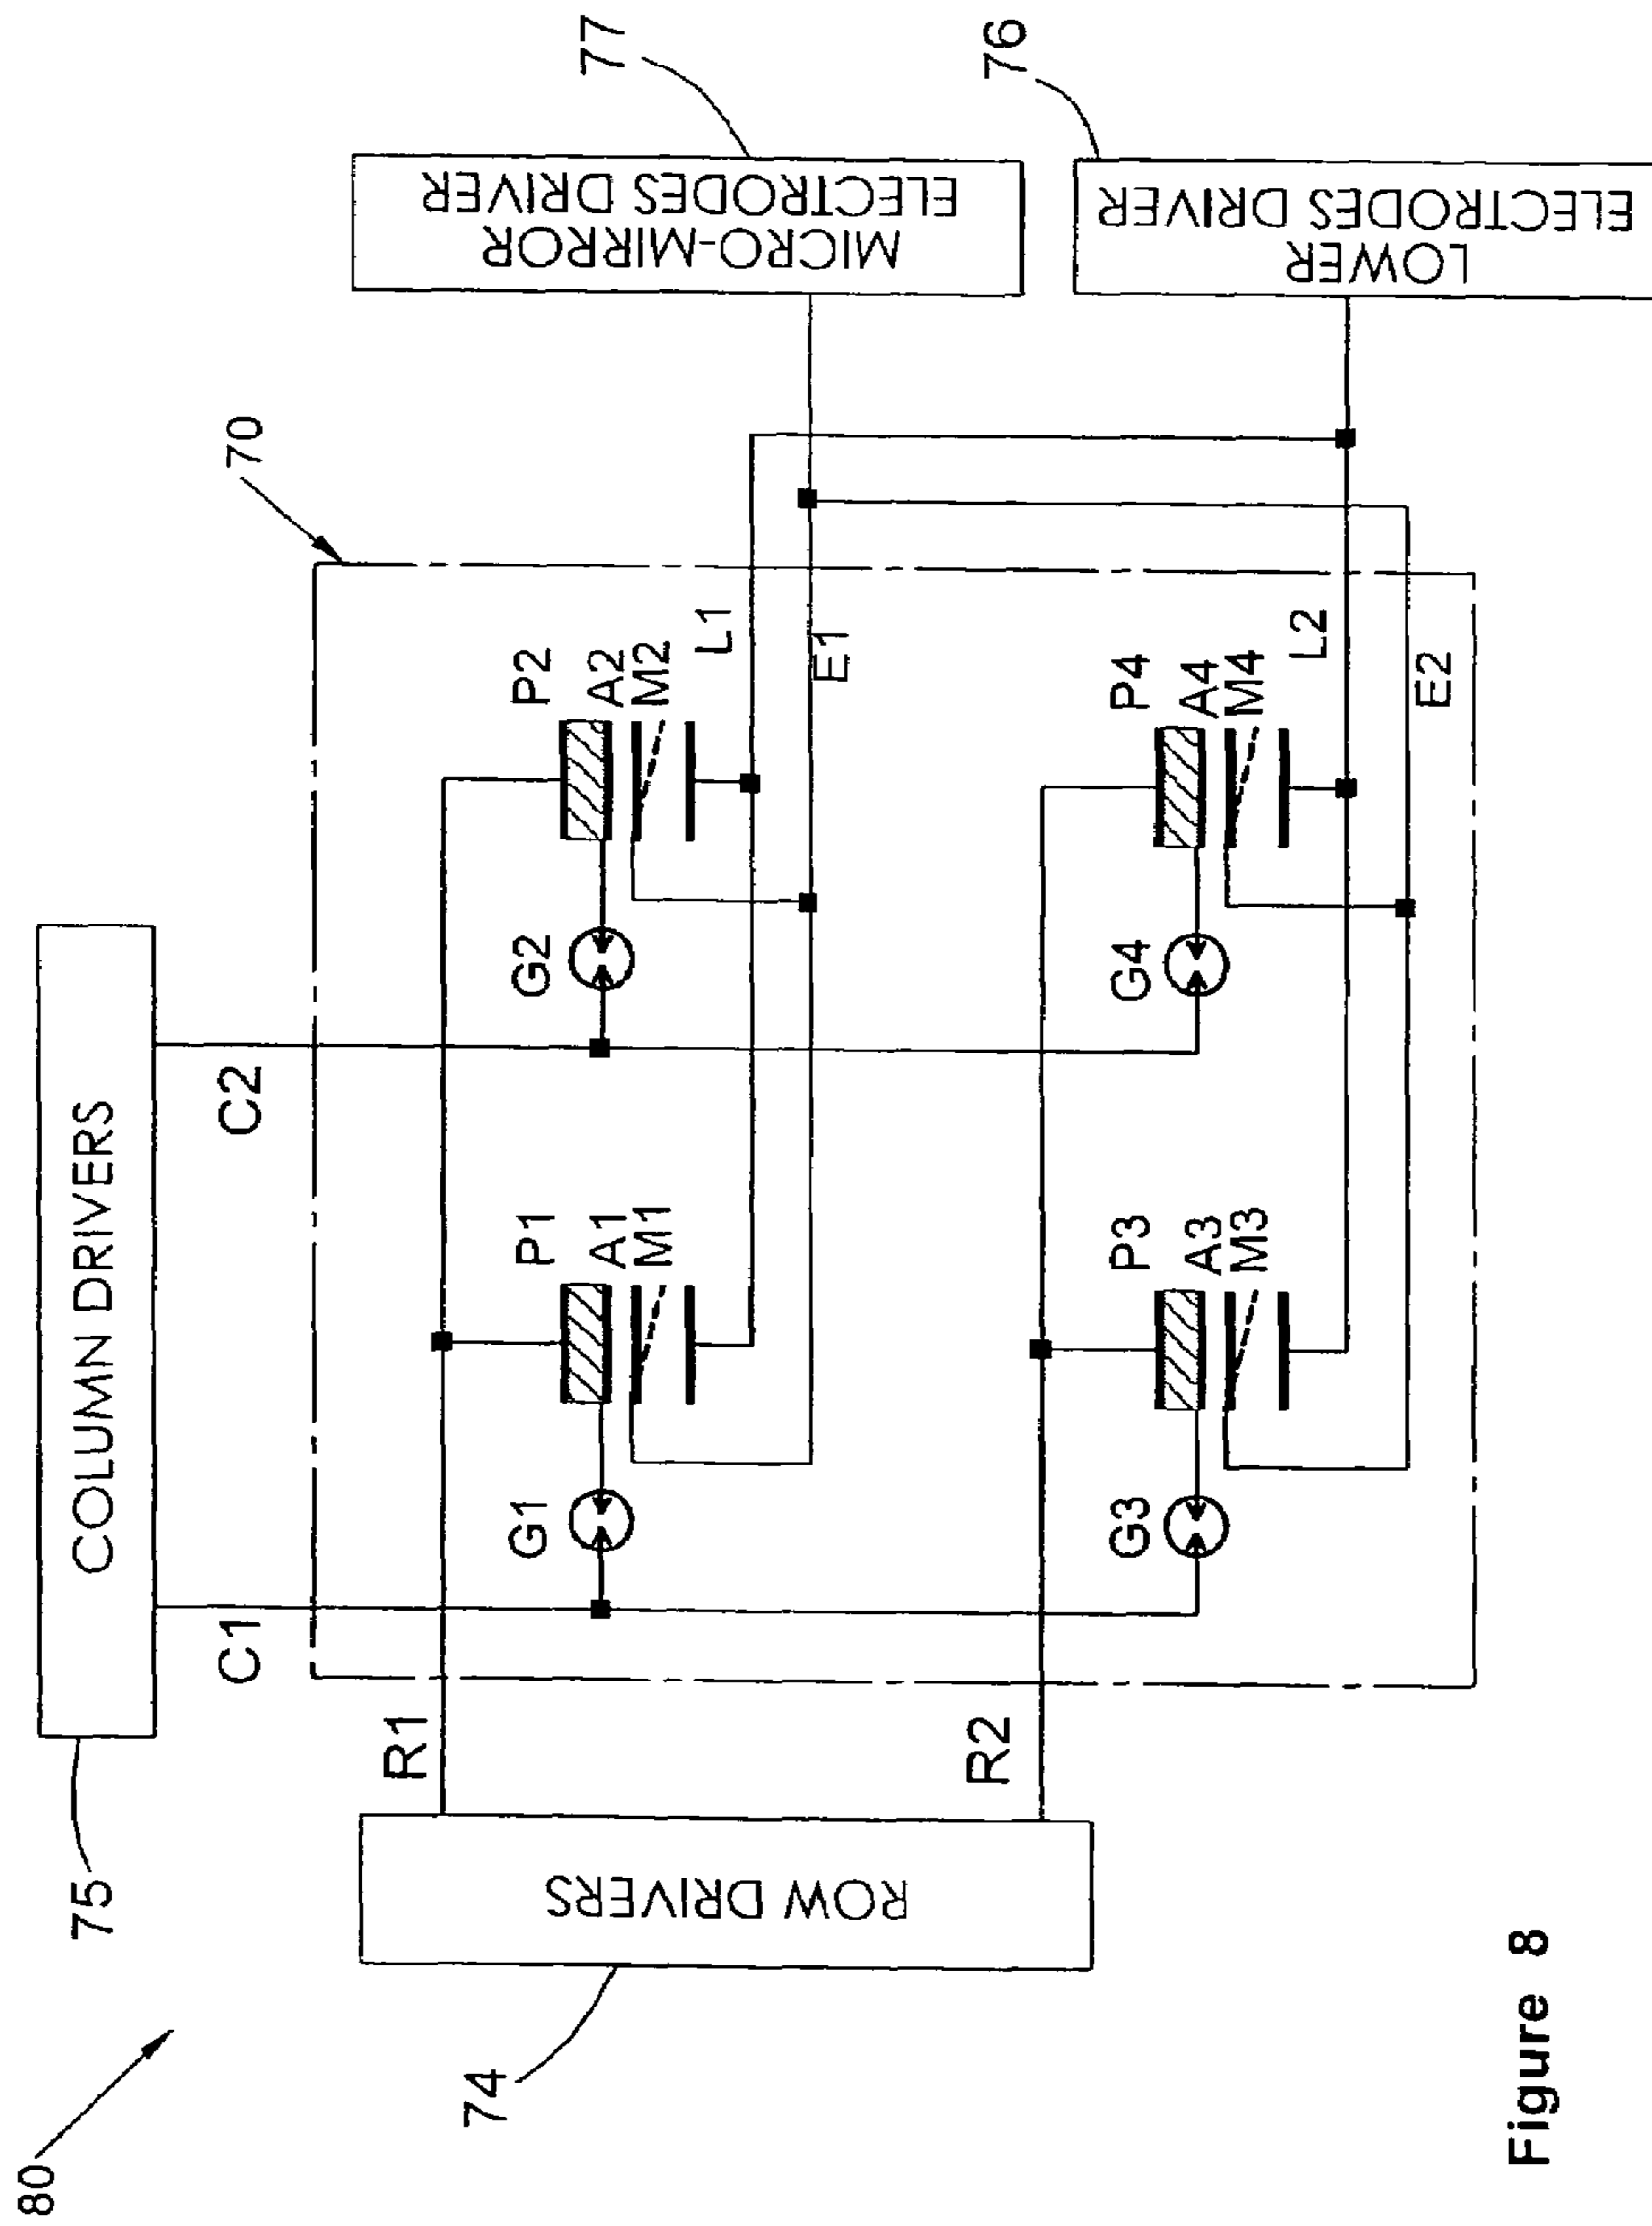 80
75
COLUMN DRIVERS
C1
C2
70
77
MICRO-MIRROR
ELECTRODES DRIVER
76
LOWER
ELECTRODES DRIVER
74
ROW DRIVERS
R1
R2
G1
P1
A1
M1
G2
P2
A2
M2
L1
E1
G3
P3
A3
M3
G4
P4
A4
M4
L2
E2
Figure 8